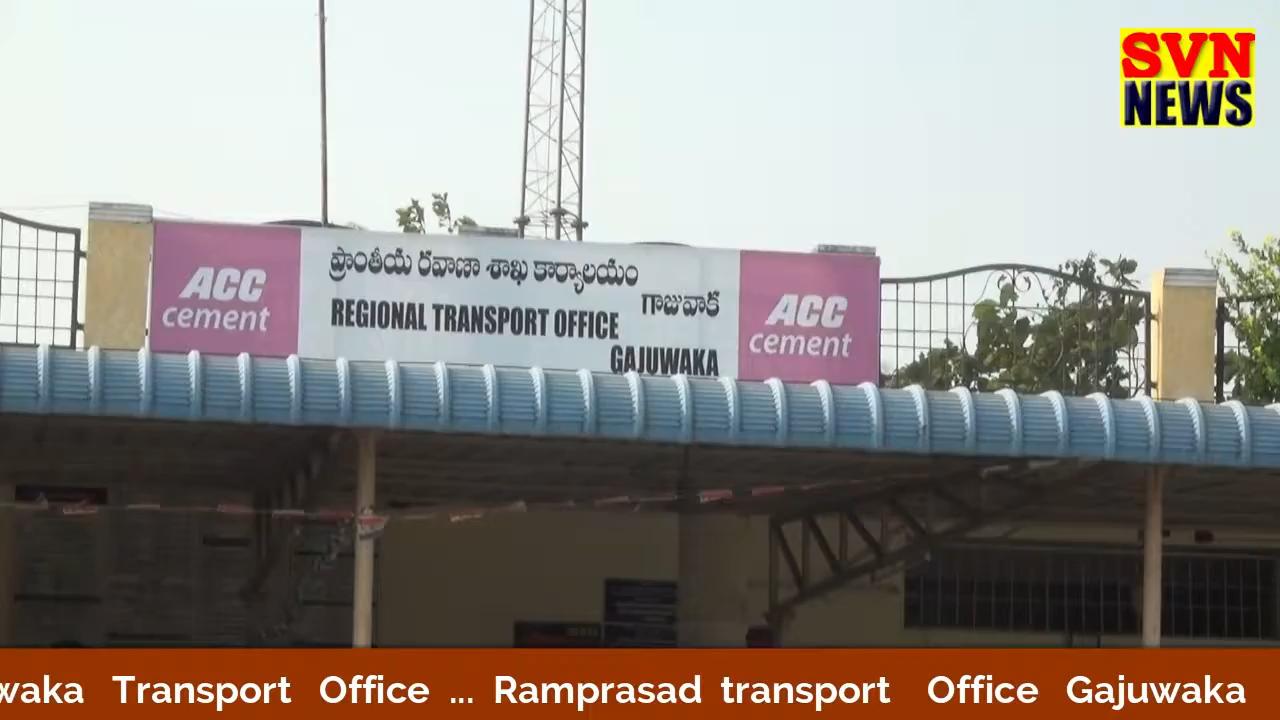 SVN
NEWS
ACC
cement
ప్రాంతీయ రవాణా శాఖ కార్యాలయం
గాజువాక
REGIONAL TRANSPORT OFFICE
GAJUWAKA
ACC
cement
waka Transport Office ... Ramprasad transport Office Gajuwaka